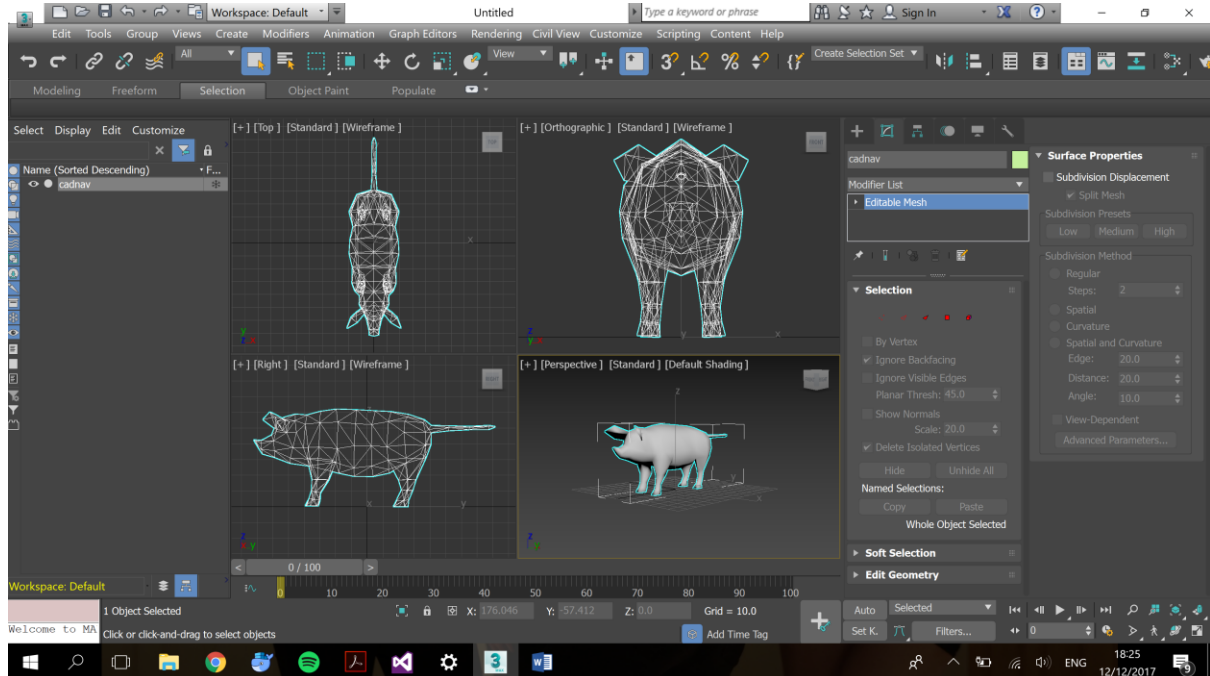 Workspace: Default
Untitled
Type a keyword or phrase
Sign In
Edit Tools Group Views Create Modifiers Animation Graph Editors Rendering Civil View Customize Scripting Content Help
All
View
Create Selection Set
Modeling Freeform Selection Object Paint Populate
Select Display Edit Customize
Name (Sorted Descending) F...
cadnav
[+] [Top] [Standard] [Wireframe]
[+] [Orthographic] [Standard] [Wireframe]
[+] [Right] [Standard] [Wireframe]
[+] [Perspective] [Standard] [Default Shading]
cadnav
Modifier List
Editable Mesh
Selection
By Vertex
Ignore Backfacing
Ignore Visible Edges
Planar Thresh: 45.0
Show Normals
Scale: 20.0
Delete Isolated Vertices
Hide Unhide All
Named Selections:
Copy Paste
Whole Object Selected
Soft Selection
Edit Geometry
Surface Properties
Subdivision Displacement
Split Mesh
Subdivision Presets
Low Medium High
Subdivision Method
Regular
Steps: 2
Spatial
Curvature
Spatial and Curvature
Edge: 20.0
Distance: 20.0
Angle: 10.0
View-Dependent
Advanced Parameters...
< 0 / 100 >
Workspace: Default
0 10 20 30 40 50 60 70 80 90 100
1 Object Selected
X: 176.046 Y: -57.412 Z: 0.0 Grid = 10.0
Auto Selected
Welcome to MA
Click or click-and-drag to select objects
Add Time Tag
Set K. Filters... 0
ENG
18:25
12/12/2017